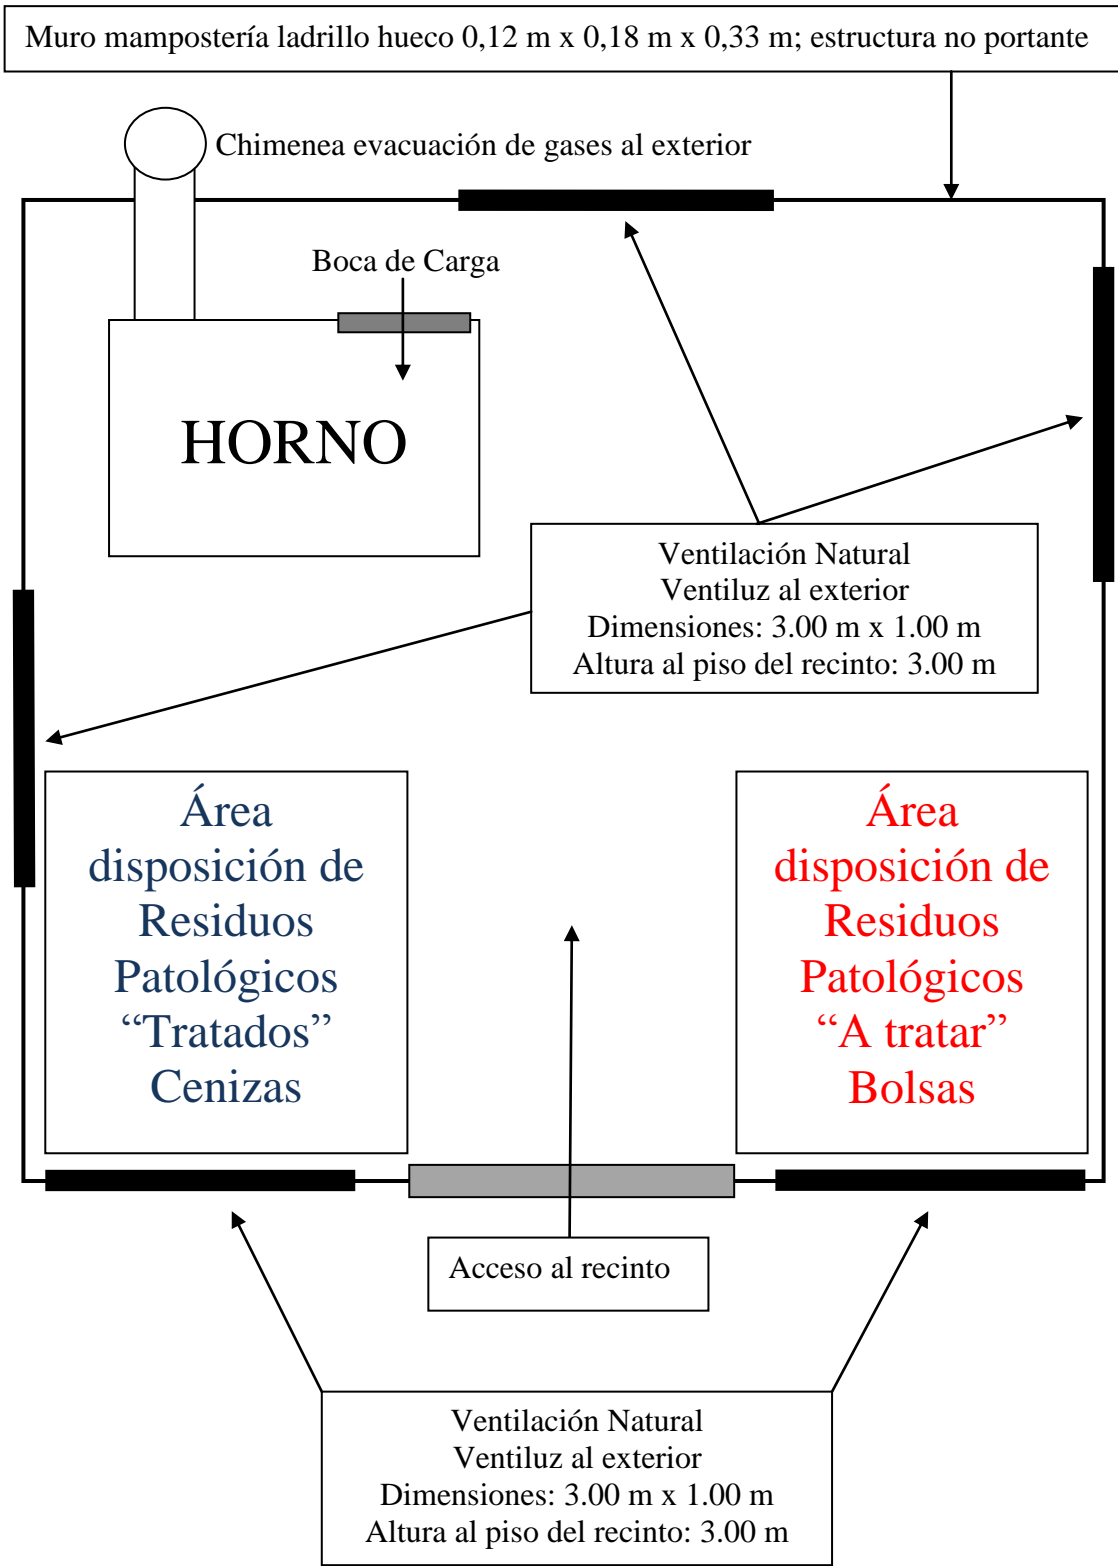 Muro mampostería ladrillo hueco 0,12 m x 0,18 m x 0,33 m; estructura no portante
Chimenea evacuación de gases al exterior
Boca de Carga
HORNO
Ventilación Natural
Ventiluz al exterior
Dimensiones: 3.00 m x 1.00 m
Altura al piso del recinto: 3.00 m
Área
disposición de
Residuos
Patológicos
“Tratados”
Cenizas
Área
disposición de
Residuos
Patológicos
“A tratar”
Bolsas
Acceso al recinto
Ventilación Natural
Ventiluz al exterior
Dimensiones: 3.00 m x 1.00 m
Altura al piso del recinto: 3.00 m